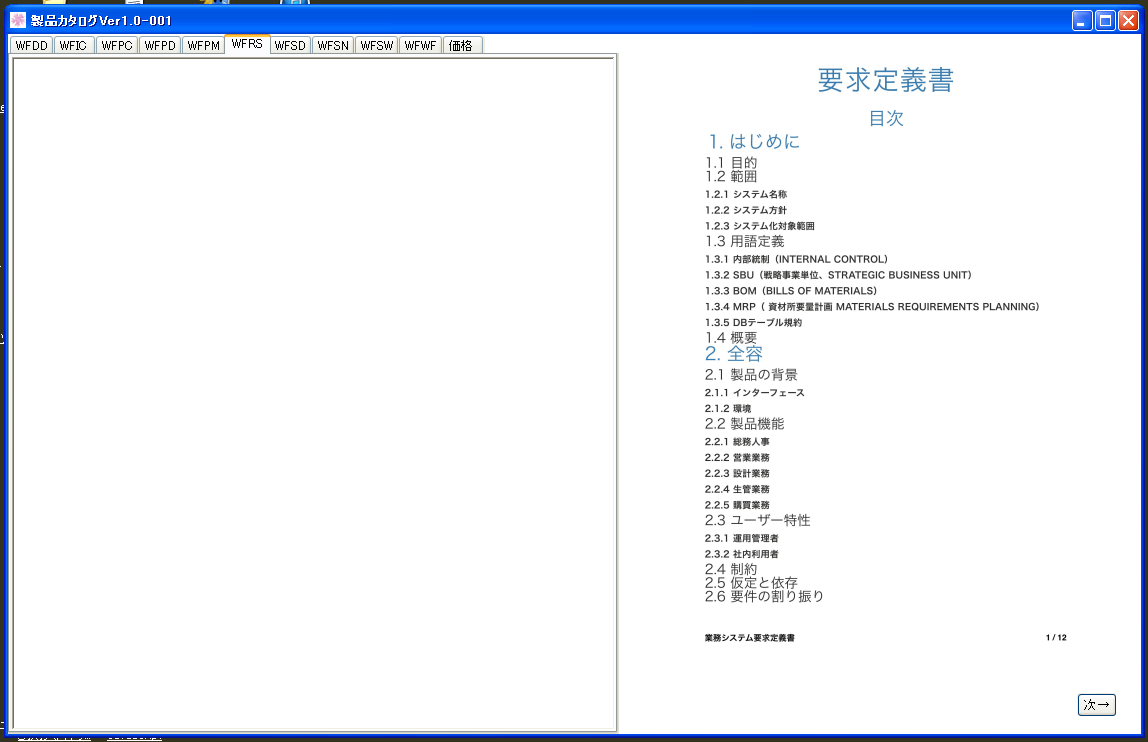 製品カタログVer1.0-001
WFDD WFIC WFPC WFPD WFPM WFRS WFSD WFSN WFSW WFWF 価格
要求定義書
目次
1. はじめに
1.1 目的
1.2 範囲
1.2.1 システム名称
1.2.2 システム方針
1.2.3 システム化対象範囲
1.3 用語定義
1.3.1 内部統制（INTERNAL CONTROL）
1.3.2 SBU（戦略事業単位、STRATEGIC BUSINESS UNIT）
1.3.3 BOM（BILLS OF MATERIALS）
1.3.4 MRP（ 資材所要量計画 MATERIALS REQUIREMENTS PLANNING）
1.3.5 DBテーブル規約
1.4 概要
2. 全容
2.1 製品の背景
2.1.1 インターフェース
2.1.2 環境
2.2 製品機能
2.2.1 総務人事
2.2.2 営業業務
2.2.3 設計業務
2.2.4 生管業務
2.2.5 購買業務
2.3 ユーザー特性
2.3.1 運用管理者
2.3.2 社内利用者
2.4 制約
2.5 仮定と依存
2.6 要件の割り振り
業務システム要求定義書 1 / 12
次→